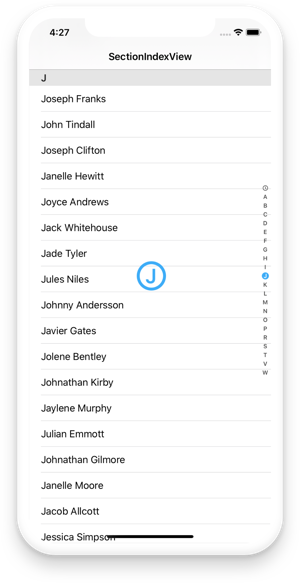 4:27
SectionIndexView
J
Joseph Franks
John Tindall
Joseph Clifton
Janelle Hewitt
Joyce Andrews
Jack Whitehouse
Jade Tyler
Jules Niles
J
Johnny Andersson
Javier Gates
Jolene Bentley
Johnathan Kirby
Jaylene Murphy
Julian Emmott
Johnathan Gilmore
Janelle Moore
Jacob Allcott
Jessica Simpson
A
B
C
D
E
F
G
H
I
J
K
L
M
N
O
P
R
S
T
V
W